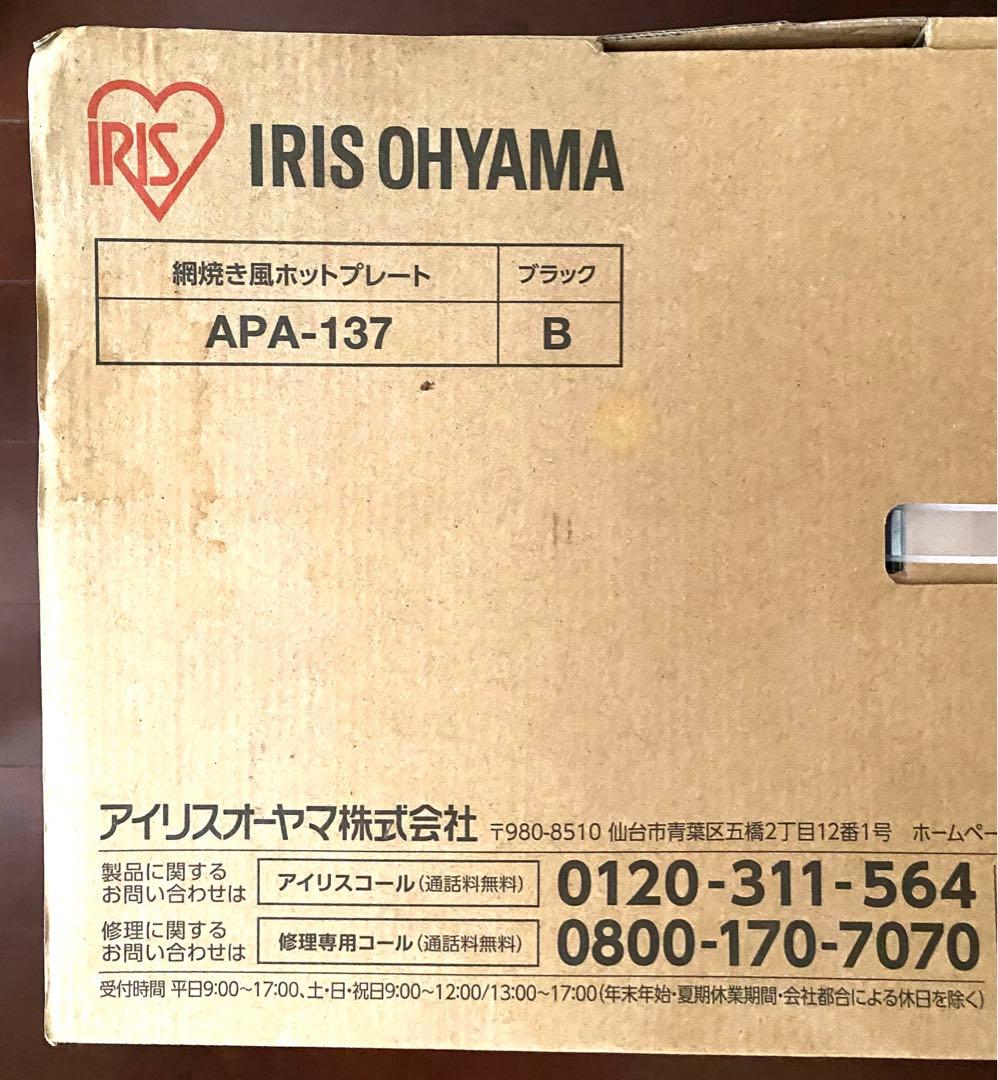 IRIS
IRIS OHYAMA
網焼き風ホットプレート ブラック
APA-137 B
アイリスオーヤマ株式会社 〒980-8510 仙台市青葉区五橋2丁目12番1号 ホームペー
製品に関する
お問い合わせは
アイリスコール(通話料無料) 0120-311-564
修理に関する
お問い合わせは
修理専用コール(通話料無料) 0800-170-7070
受付時間 平日9:00~17:00、土・日・祝日9:00~12:00/13:00~17:00(年末年始・夏期休業期間・会社都合による休日を除く)